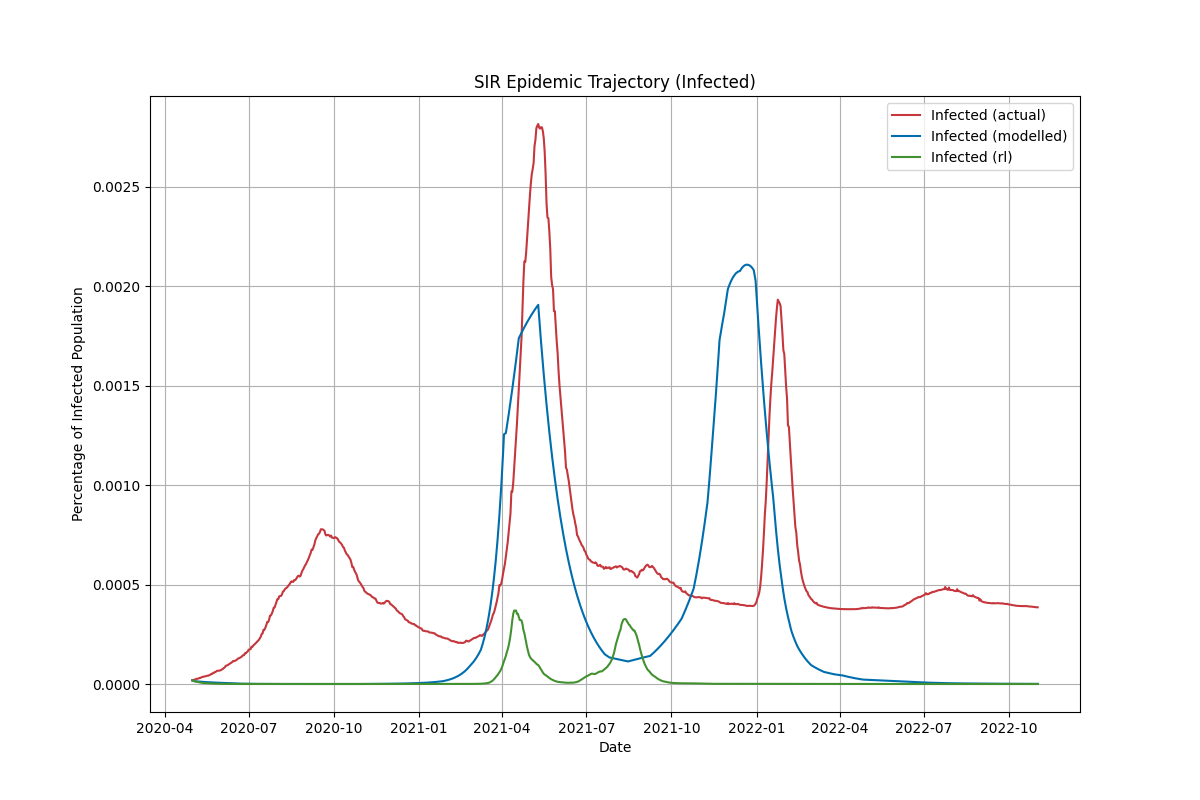 SIR Epidemic Trajectory (Infected)
Infected (actual)
Infected (modelled)
Infected (rl)
Percentage of Infected Population
0.0025
0.0020
0.0015
0.0010
0.0005
0.0000
2020-04 2020-07 2020-10 2021-01 2021-04 2021-07 2021-10 2022-01 2022-04 2022-07 2022-10
Date